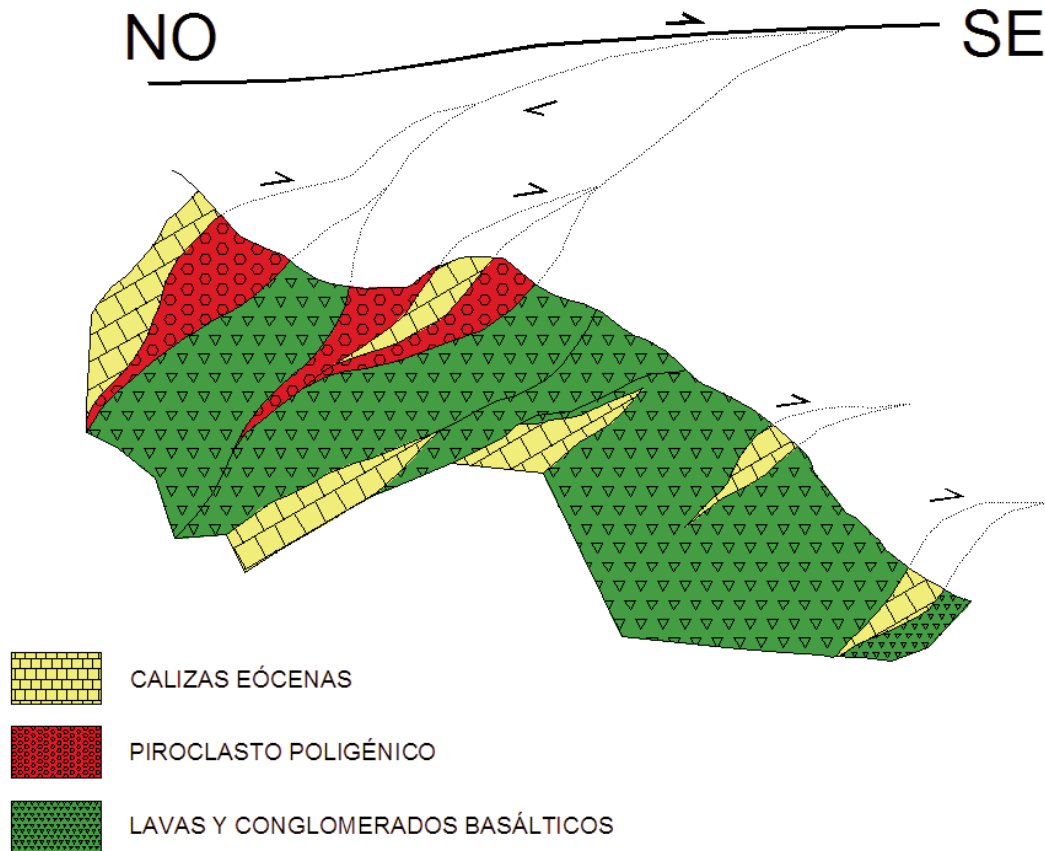 NO
SE
CALIZAS EÓCENAS
PIROCLASTO POLIGÉNICO
LAVAS Y CONGLOMERADOS BASÁLTICOS